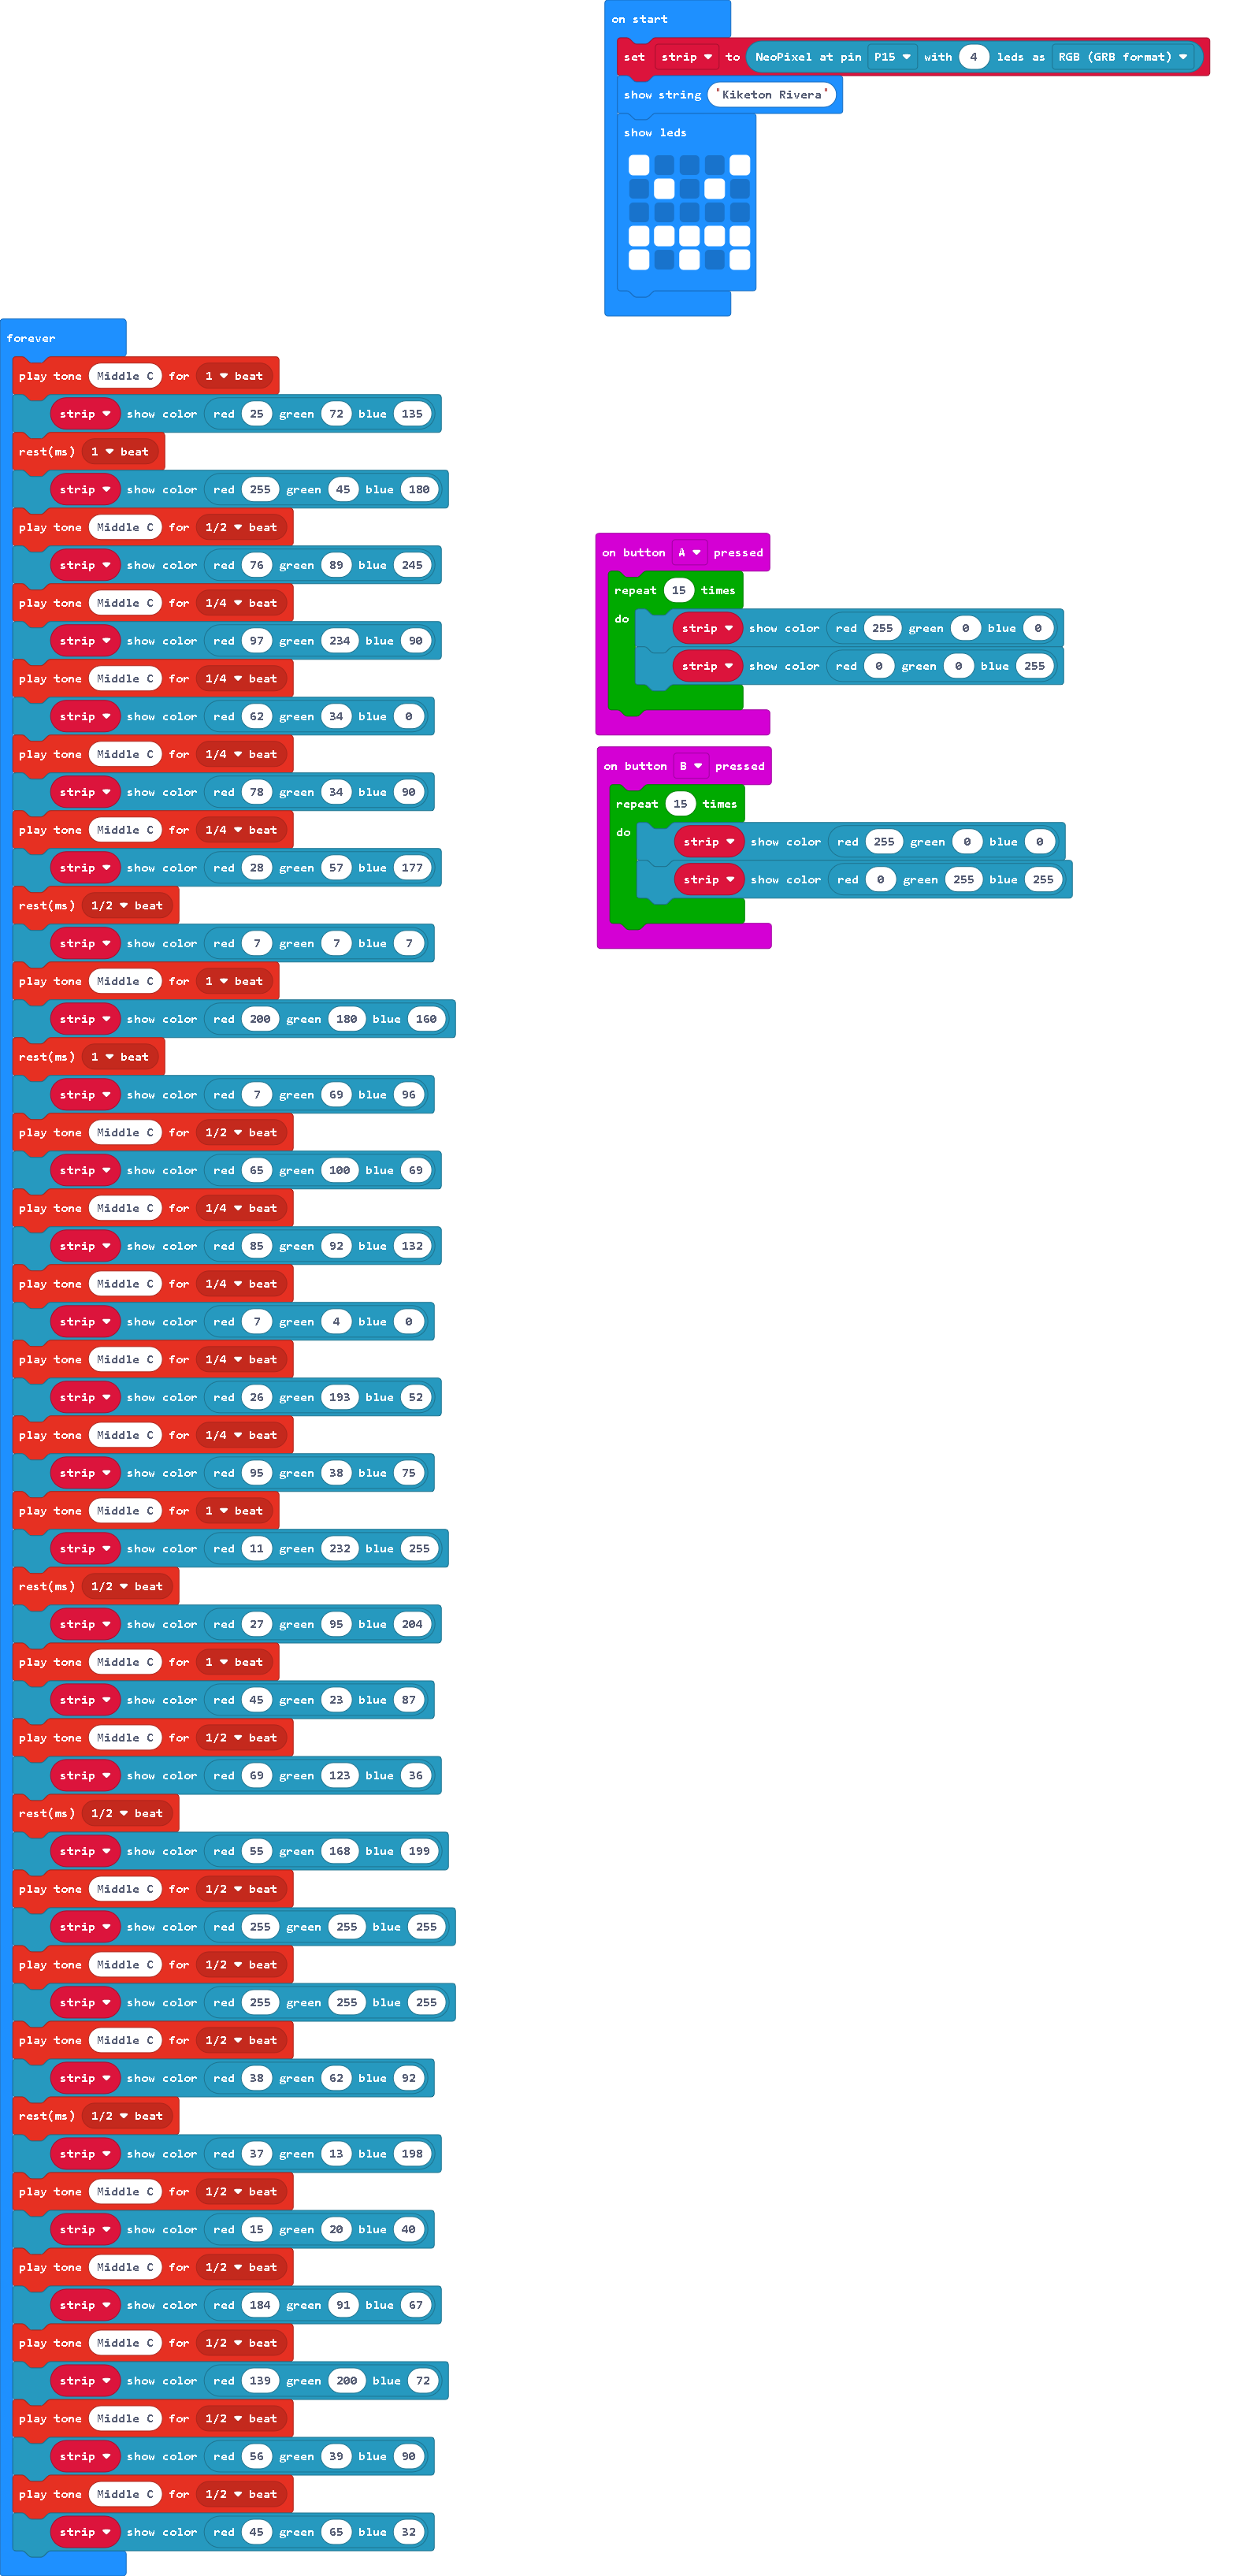 on start
set strip to NeoPixel at pin P15 with 4 leds as RGB (GRB format)
show string "Kiketon Rivera"
show leds
forever
play tone Middle C for 1 beat
strip show color red 25 green 72 blue 135
rest(ms) 1 beat
strip show color red 255 green 45 blue 180
play tone Middle C for 1/2 beat
strip show color red 76 green 89 blue 245
play tone Middle C for 1/4 beat
strip show color red 97 green 234 blue 90
play tone Middle C for 1/4 beat
strip show color red 62 green 34 blue 0
play tone Middle C for 1/4 beat
strip show color red 78 green 34 blue 90
play tone Middle C for 1/4 beat
strip show color red 28 green 57 blue 177
rest(ms) 1/2 beat
strip show color red 7 green 7 blue 7
play tone Middle C for 1 beat
strip show color red 200 green 180 blue 160
rest(ms) 1 beat
strip show color red 7 green 69 blue 96
play tone Middle C for 1/2 beat
strip show color red 65 green 100 blue 69
play tone Middle C for 1/4 beat
strip show color red 85 green 92 blue 132
play tone Middle C for 1/4 beat
strip show color red 7 green 4 blue 0
play tone Middle C for 1/4 beat
strip show color red 26 green 193 blue 52
play tone Middle C for 1/4 beat
strip show color red 95 green 38 blue 75
play tone Middle C for 1 beat
strip show color red 11 green 232 blue 255
rest(ms) 1/2 beat
strip show color red 27 green 95 blue 204
play tone Middle C for 1 beat
strip show color red 45 green 23 blue 87
play tone Middle C for 1/2 beat
strip show color red 69 green 123 blue 36
rest(ms) 1/2 beat
strip show color red 55 green 168 blue 199
play tone Middle C for 1/2 beat
strip show color red 255 green 255 blue 255
play tone Middle C for 1/2 beat
strip show color red 255 green 255 blue 255
play tone Middle C for 1/2 beat
strip show color red 38 green 62 blue 92
rest(ms) 1/2 beat
strip show color red 37 green 13 blue 198
play tone Middle C for 1/2 beat
strip show color red 15 green 20 blue 40
play tone Middle C for 1/2 beat
strip show color red 184 green 91 blue 67
play tone Middle C for 1/2 beat
strip show color red 139 green 200 blue 72
play tone Middle C for 1/2 beat
strip show color red 56 green 39 blue 90
play tone Middle C for 1/2 beat
strip show color red 45 green 65 blue 32
on button A pressed
repeat 15 times
do
strip show color red 255 green 0 blue 0
strip show color red 0 green 0 blue 255
on button B pressed
repeat 15 times
do
strip show color red 255 green 0 blue 0
strip show color red 0 green 255 blue 255